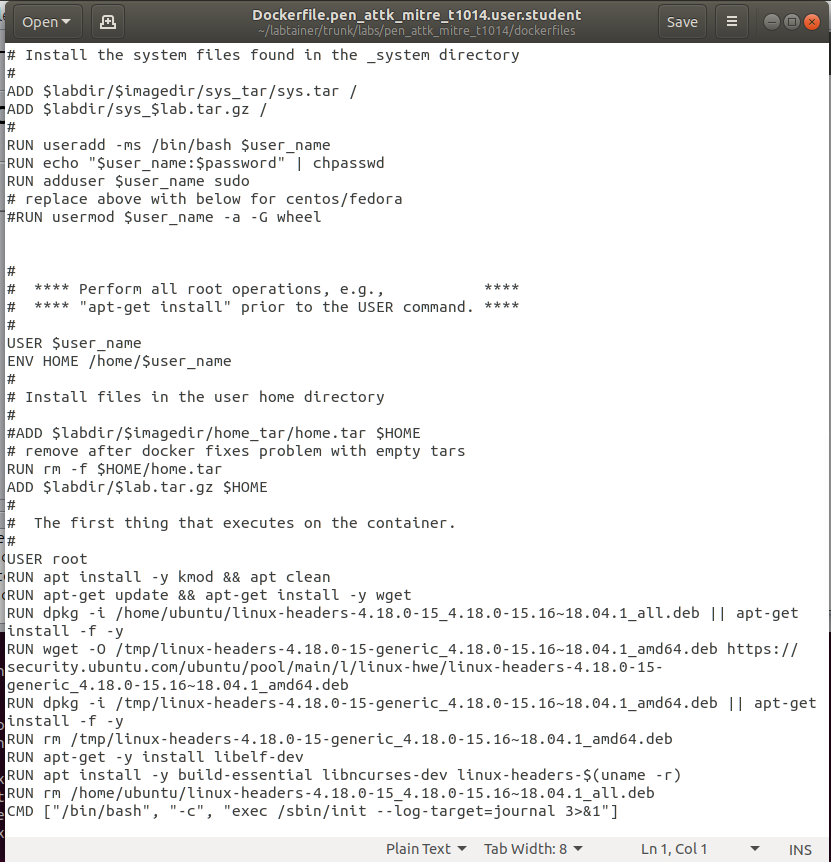 Open
Dockerfile.pen_attk_mitre_t1014.user.student
~/labtainer/trunk/labs/pen_attk_mitre_t1014/dockerfiles
Save
# Install the system files found in the _system directory
#
ADD $labdir/$imagedir/sys_tar/sys.tar /
ADD $labdir/sys_$lab.tar.gz /
#
RUN useradd -ms /bin/bash $user_name
RUN echo "$user_name:$password" | chpasswd
RUN adduser $user_name sudo
# replace above with below for centos/fedora
#RUN usermod $user_name -a -G wheel
#
#  **** Perform all root operations, e.g.,           ****
#  **** "apt-get install" prior to the USER command. ****
#
USER $user_name
ENV HOME /home/$user_name
#
# Install files in the user home directory
#
#ADD $labdir/$imagedir/home_tar/home.tar $HOME
# remove after docker fixes problem with empty tars
RUN rm -f $HOME/home.tar
ADD $labdir/$lab.tar.gz $HOME
#
#  The first thing that executes on the container.
#
USER root
RUN apt install -y kmod && apt clean
RUN apt-get update && apt-get install -y wget
RUN dpkg -i /home/ubuntu/linux-headers-4.18.0-15_4.18.0-15.16~18.04.1_all.deb || apt-get
install -f -y
RUN wget -O /tmp/linux-headers-4.18.0-15-generic_4.18.0-15.16~18.04.1_amd64.deb https://
security.ubuntu.com/ubuntu/pool/main/l/linux-hwe/linux-headers-4.18.0-15-
generic_4.18.0-15.16~18.04.1_amd64.deb
RUN dpkg -i /tmp/linux-headers-4.18.0-15-generic_4.18.0-15.16~18.04.1_amd64.deb || apt-get
install -f -y
RUN rm /tmp/linux-headers-4.18.0-15-generic_4.18.0-15.16~18.04.1_amd64.deb
RUN apt-get -y install libelf-dev
RUN apt install -y build-essential libncurses-dev linux-headers-$(uname -r)
RUN rm /home/ubuntu/linux-headers-4.18.0-15_4.18.0-15.16~18.04.1_all.deb
CMD ["/bin/bash", "-c", "exec /sbin/init --log-target=journal 3>&1"]
Plain Text
Tab Width: 8
Ln 1, Col 1
INS